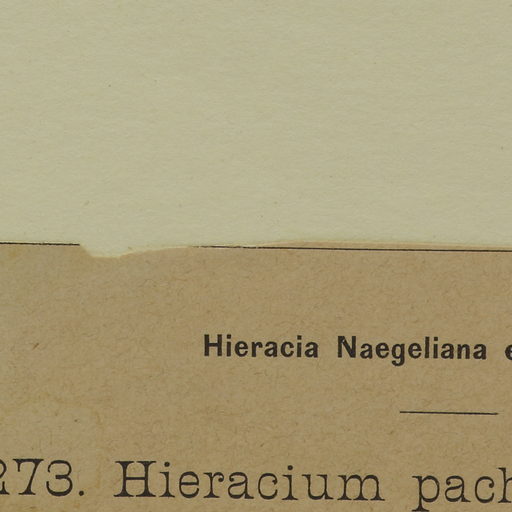 Hieracia Naegeliana e
273. Hieracium pach